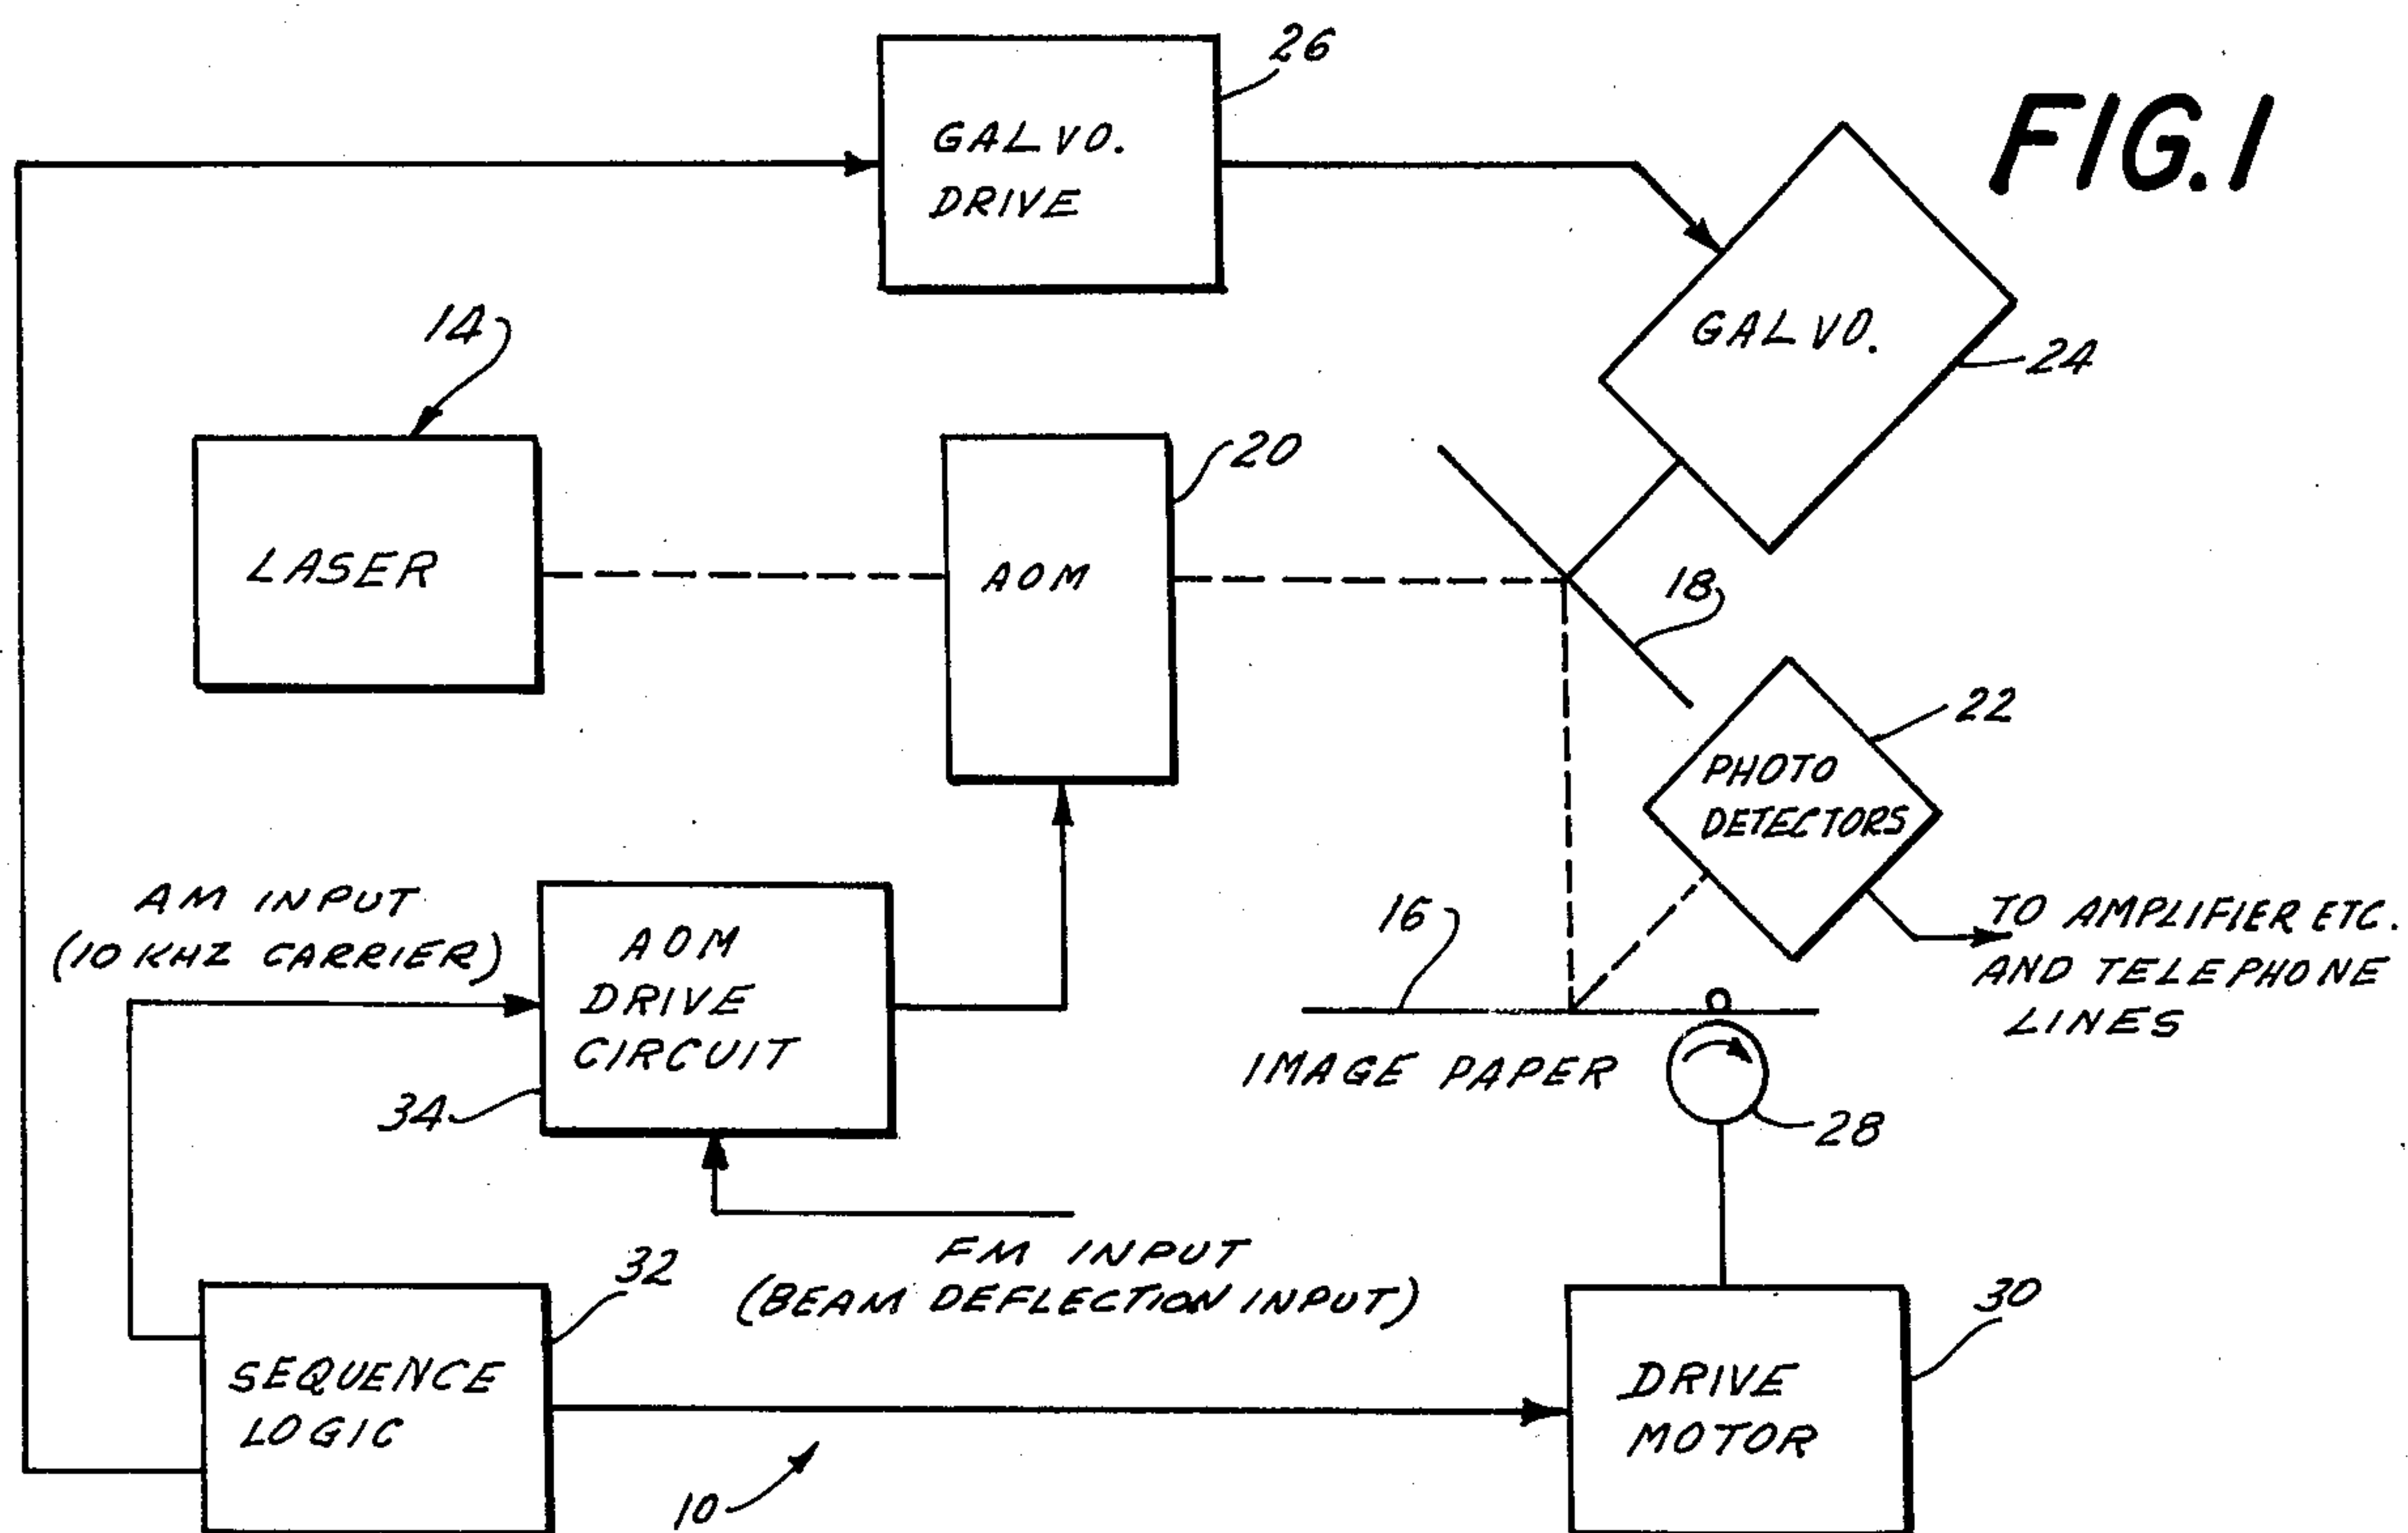 FIG.1
26
GALVO.
DRIVE
GALVO.
24
14
LASER
20
AOM
18
22
PHOTO
DETECTORS
AM INPUT
(10 KHZ CARRIER)
AOM
DRIVE
CIRCUIT
34
16
TO AMPLIFIER ETC.
AND TELEPHONE
LINES
IMAGE PAPER
28
FM INPUT
(BEAM DEFLECTION INPUT)
32
SEQUENCE
LOGIC
30
DRIVE
MOTOR
10